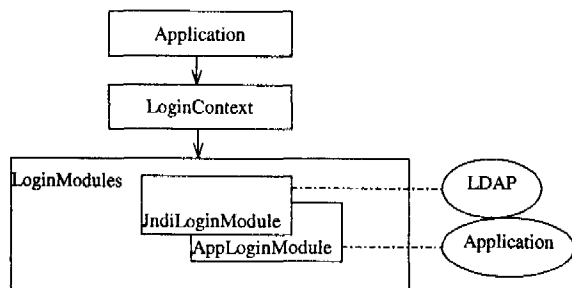 Application
LoginContext
LoginModules
LDAP
JndiLoginModule
AppLoginModule
Application